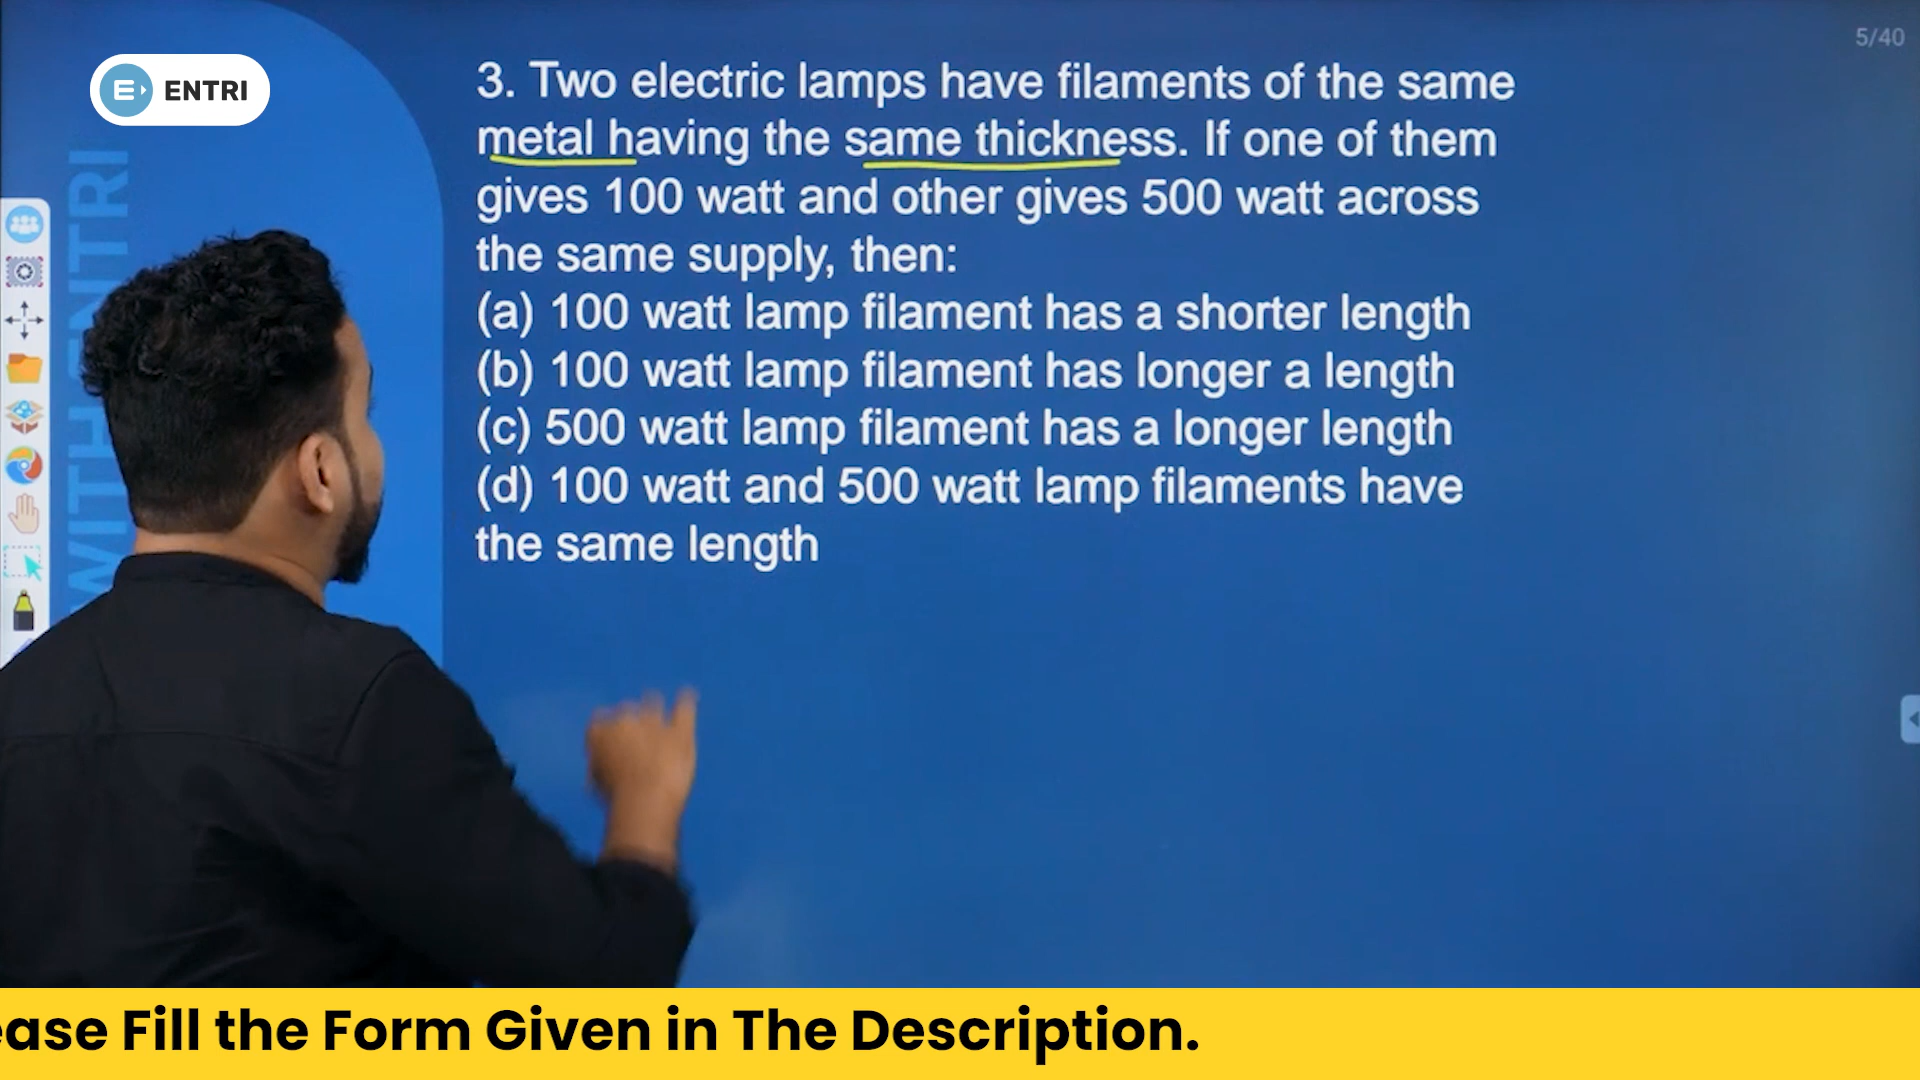 5/40
ENTRI
WITH ENTRI
3. Two electric lamps have filaments of the same
metal having the same thickness. If one of them
gives 100 watt and other gives 500 watt across
the same supply, then:
(a) 100 watt lamp filament has a shorter length
(b) 100 watt lamp filament has longer a length
(c) 500 watt lamp filament has a longer length
(d) 100 watt and 500 watt lamp filaments have
the same length
Fill the Form Given in The Description.